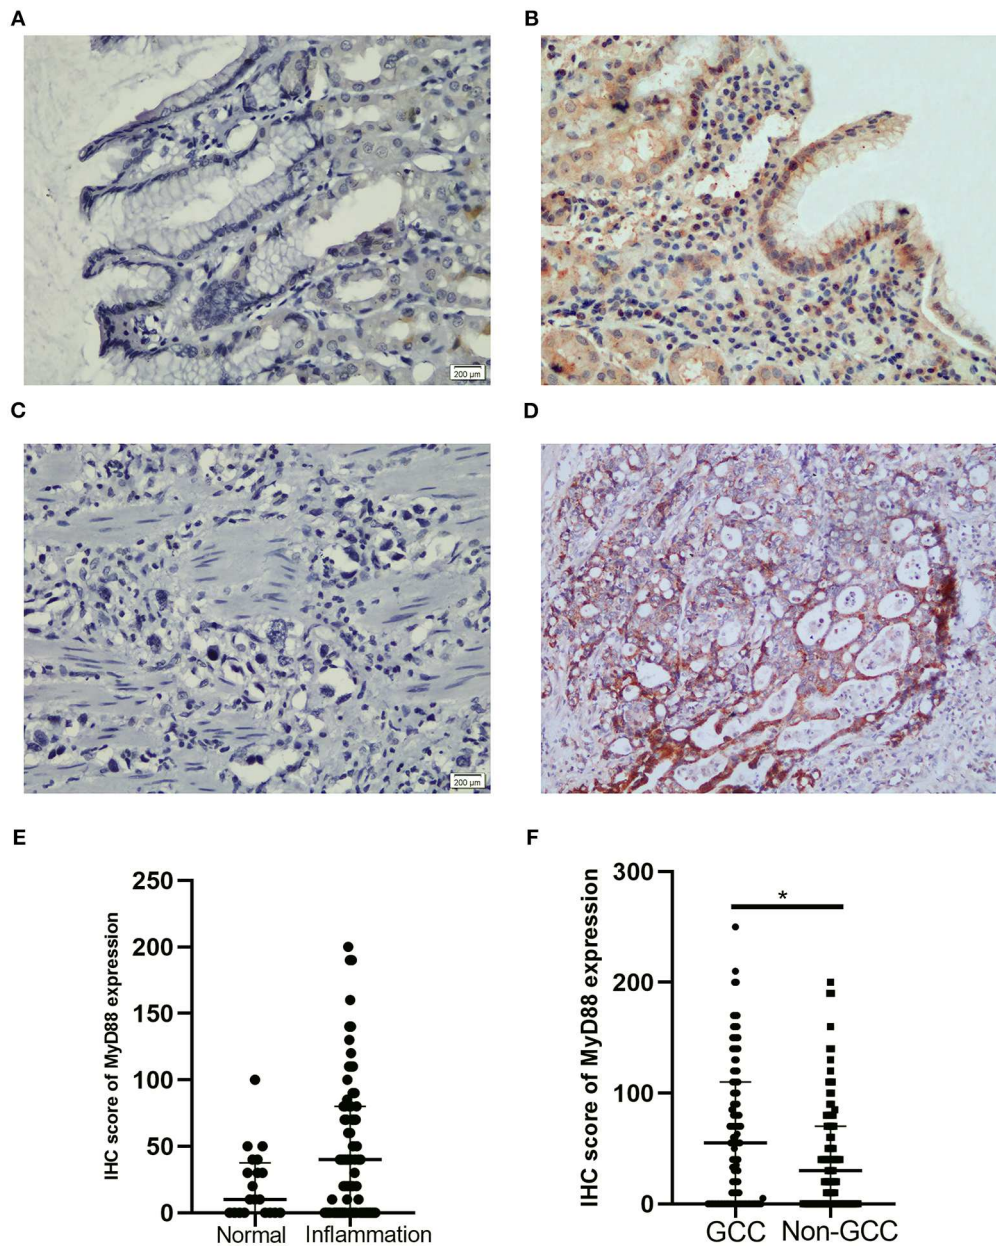 A
B
200 µm
C
D
200 µm
E
F
IHC score of MyD88 expression
250
200
150
100
50
0
Normal
Inflammation
IHC score of MyD88 expression
300
200
100
0
*
GCC
Non-GCC